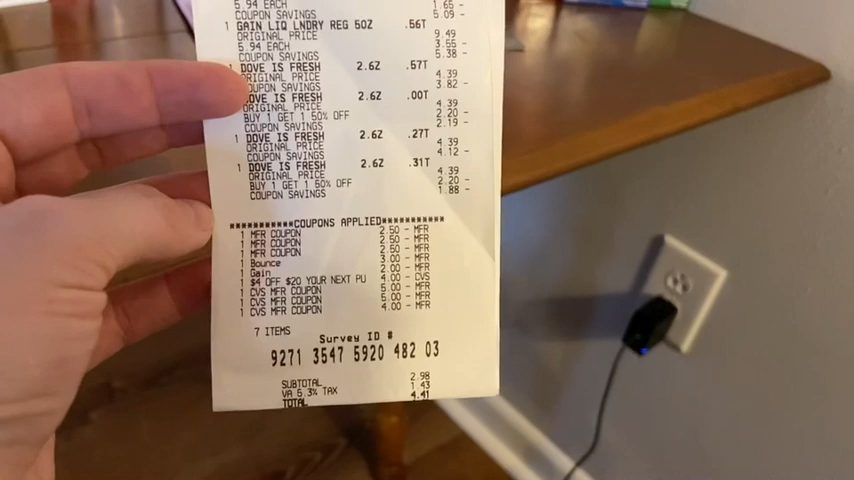 5.94 EACH 1.65 -
COUPON SAVINGS 5.09 -
1 GAIN LIQ LNDRY REG 50Z .56T
ORIGINAL PRICE 9.49
5.94 EACH 3.55 -
COUPON SAVINGS 5.38 -
1 DOVE IS FRESH 2.6Z .57T
ORIGINAL PRICE 4.39
COUPON SAVINGS 3.82 -
DOVE IS FRESH 2.6Z .00T
ORIGINAL PRICE 4.39
BUY 1 GET 1 50% OFF 2.20 -
COUPON SAVINGS 2.19 -
1 DOVE IS FRESH 2.6Z .27T
ORIGINAL PRICE 4.39
COUPON SAVINGS 4.12 -
1 DOVE IS FRESH 2.6Z .31T
ORIGINAL PRICE 4.39
BUY 1 GET 1 50% OFF 2.20 -
COUPON SAVINGS 1.88 -
**********COUPONS APPLIED**********
1 MFR COUPON 2.50 - MFR
1 MFR COUPON 2.50 - MFR
1 MFR COUPON 2.50 - MFR
1 Bounce 3.00 - MFR
1 Gain 2.00 - MFR
1 $4 OFF $20 YOUR NEXT PU 4.00 - CVS
1 CVS MFR COUPON 5.00 - MFR
1 CVS MFR COUPON 5.00 - MFR
1 CVS MFR COUPON 4.00 - MFR
7 ITEMS
Survey ID #
9271 3547 5920 482 03
SUBTOTAL 2.98
VA 5.3% TAX 1.43
TOTAL 4.41